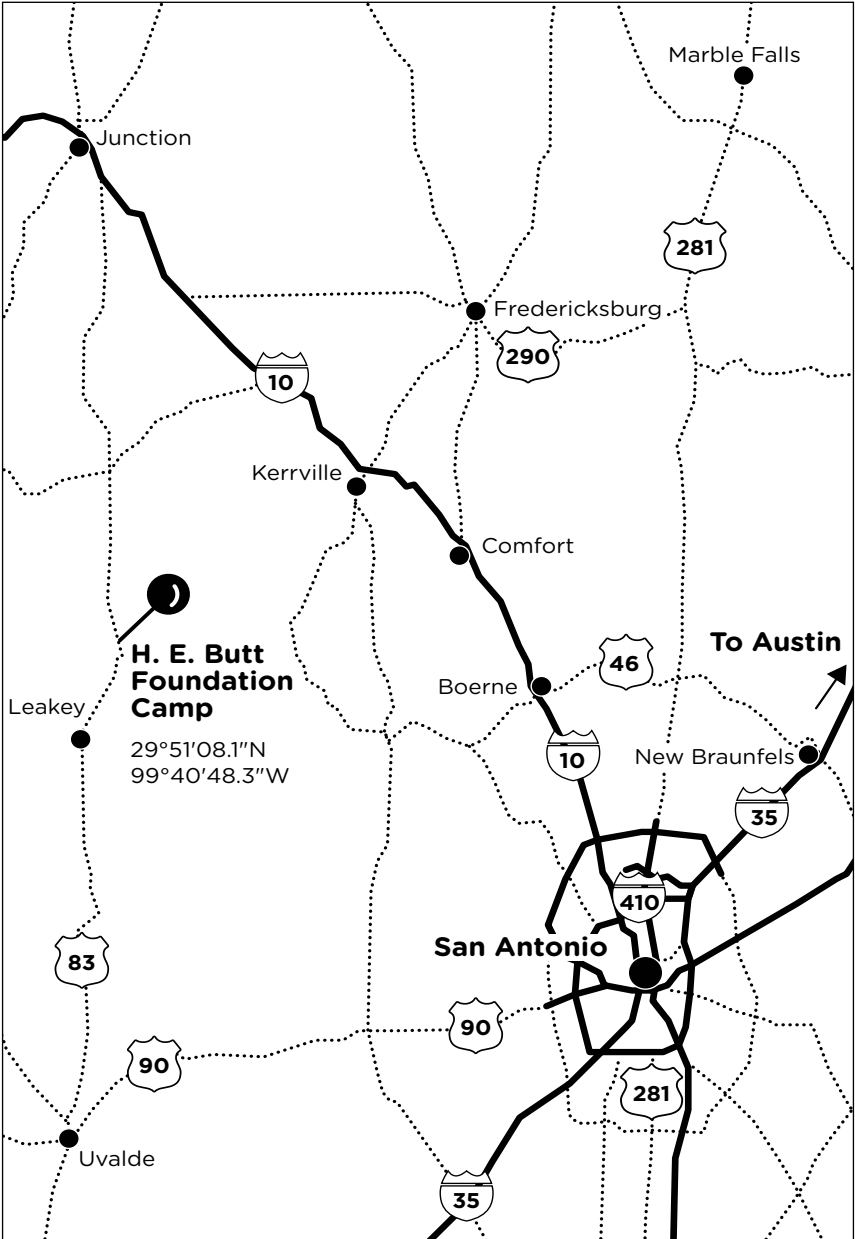 Marble Falls
Junction
281
Fredericksburg
290
10
Kerrville
Comfort
H. E. Butt
Foundation
Camp
29°51'08.1"N
99°40'48.3"W
To Austin
46
Boerne
Leakey
10
New Braunfels
35
410
San Antonio
83
90
90
281
Uvalde
35